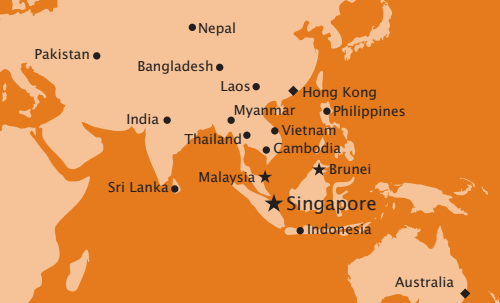 Nepal
Pakistan
Bangladesh
Laos
Hong Kong
Myanmar
Philippines
India
Vietnam
Thailand
Cambodia
Brunei
Malaysia
Sri Lanka
Singapore
Indonesia
Australia